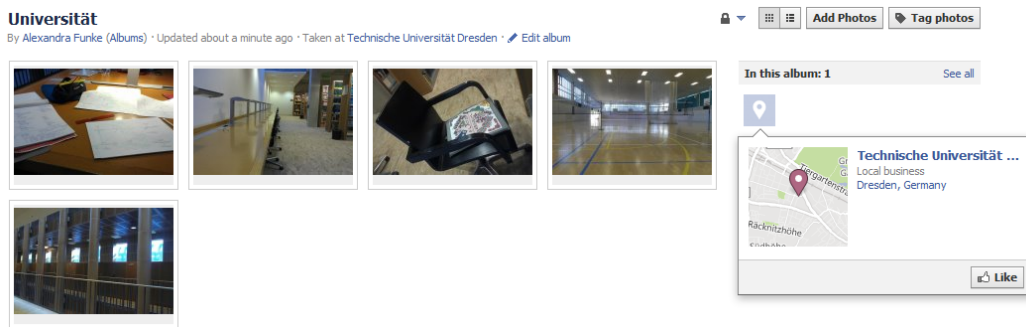 Universität
By Alexandra Funke (Albums) · Updated about a minute ago · Taken at Technische Universität Dresden · Edit album
Add Photos
Tag photos
In this album: 1
See all
Technische Universität ...
Local business
Dresden, Germany
Tiergartenstr
Räcknitzhöhe
Südhöhe
Like